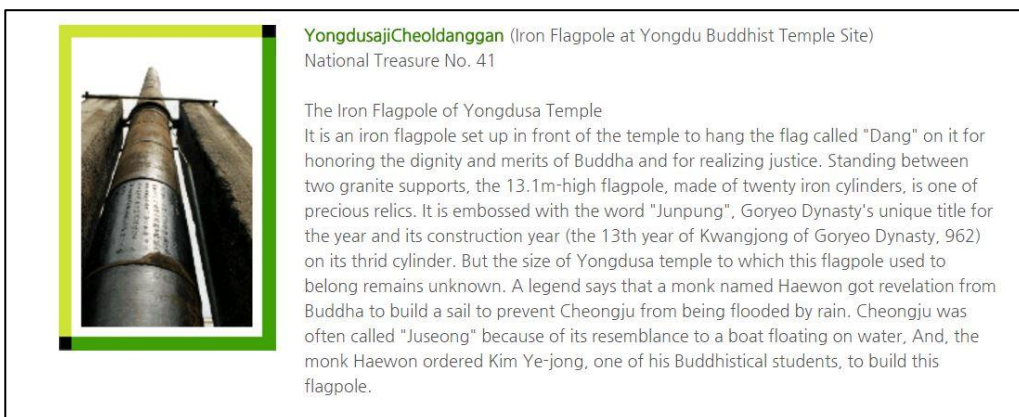 YongdusajiCheoldanggan (Iron Flagpole at Yongdu Buddhist Temple Site)
National Treasure No. 41
The Iron Flagpole of Yongdusa Temple
It is an iron flagpole set up in front of the temple to hang the flag called "Dang" on it for
honoring the dignity and merits of Buddha and for realizing justice. Standing between
two granite supports, the 13.1m-high flagpole, made of twenty iron cylinders, is one of
precious relics. It is embossed with the word "Junpung", Goryeo Dynasty's unique title for
the year and its construction year (the 13th year of Kwangjong of Goryeo Dynasty, 962)
on its thrid cylinder. But the size of Yongdusa temple to which this flagpole used to
belong remains unknown. A legend says that a monk named Haewon got revelation from
Buddha to build a sail to prevent Cheongju from being flooded by rain. Cheongju was
often called "Juseong" because of its resemblance to a boat floating on water, And, the
monk Haewon ordered Kim Ye-jong, one of his Buddhistical students, to build this
flagpole.